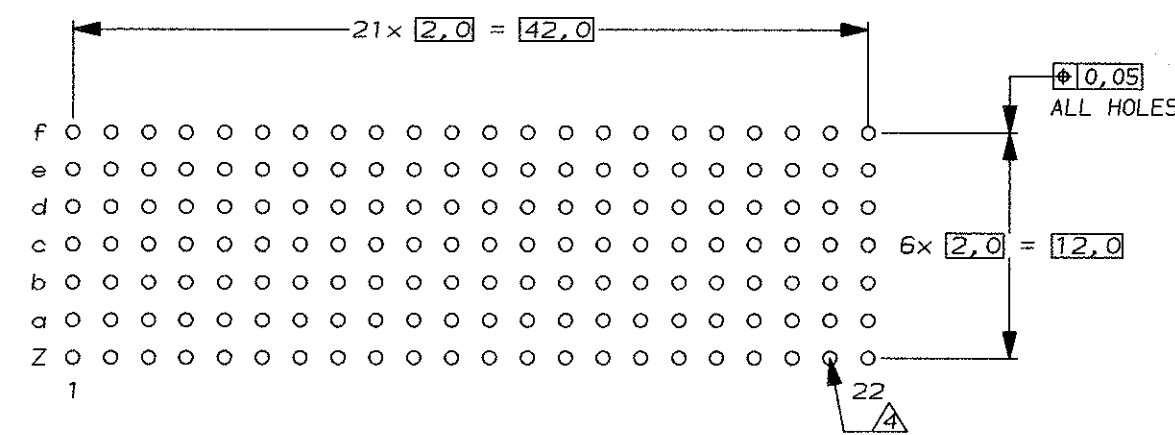 21× 2,0 = 42,0
⌖ 0,05
ALL HOLES
f
e
d
c
6× 2,0 = 12,0
b
a
Z
1
22
4